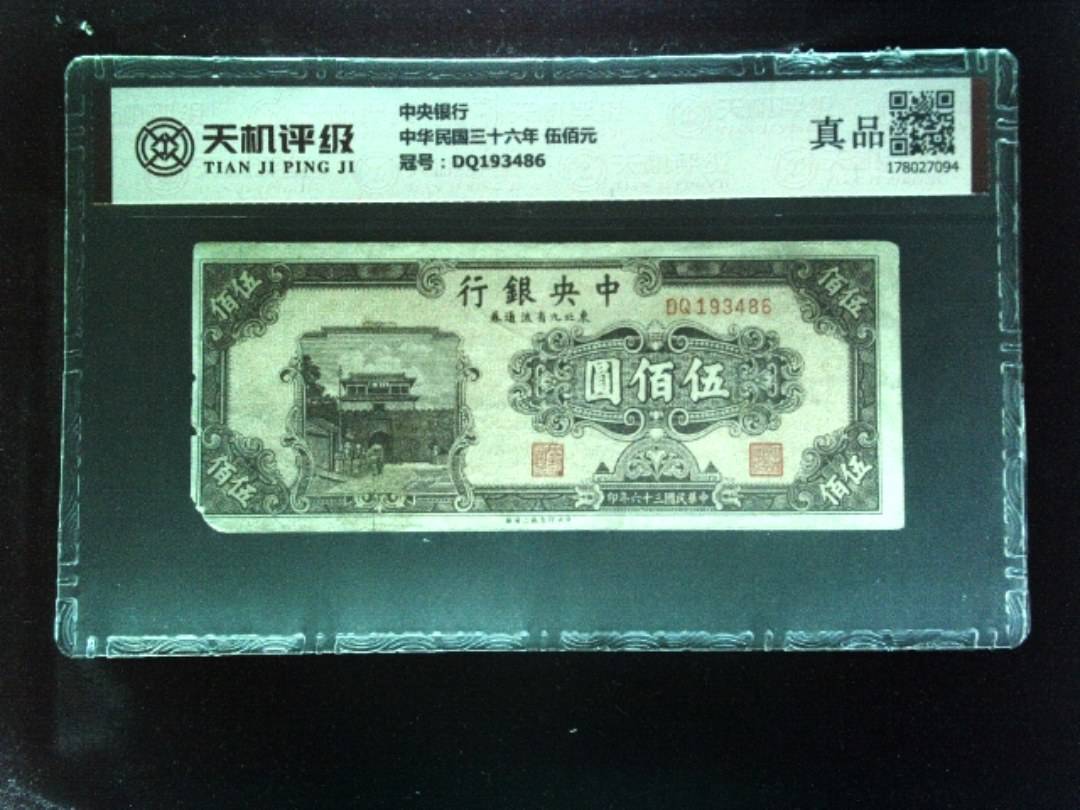 天机评级
TIAN JI PING JI
中央银行
中华民国三十六年 伍佰元
冠号：DQ193486
真品
178027094
伍佰
伍佰
中央銀行
東北九省流通券
DQ193486
伍佰圓
中華民國三十六年印
伍佰
伍佰